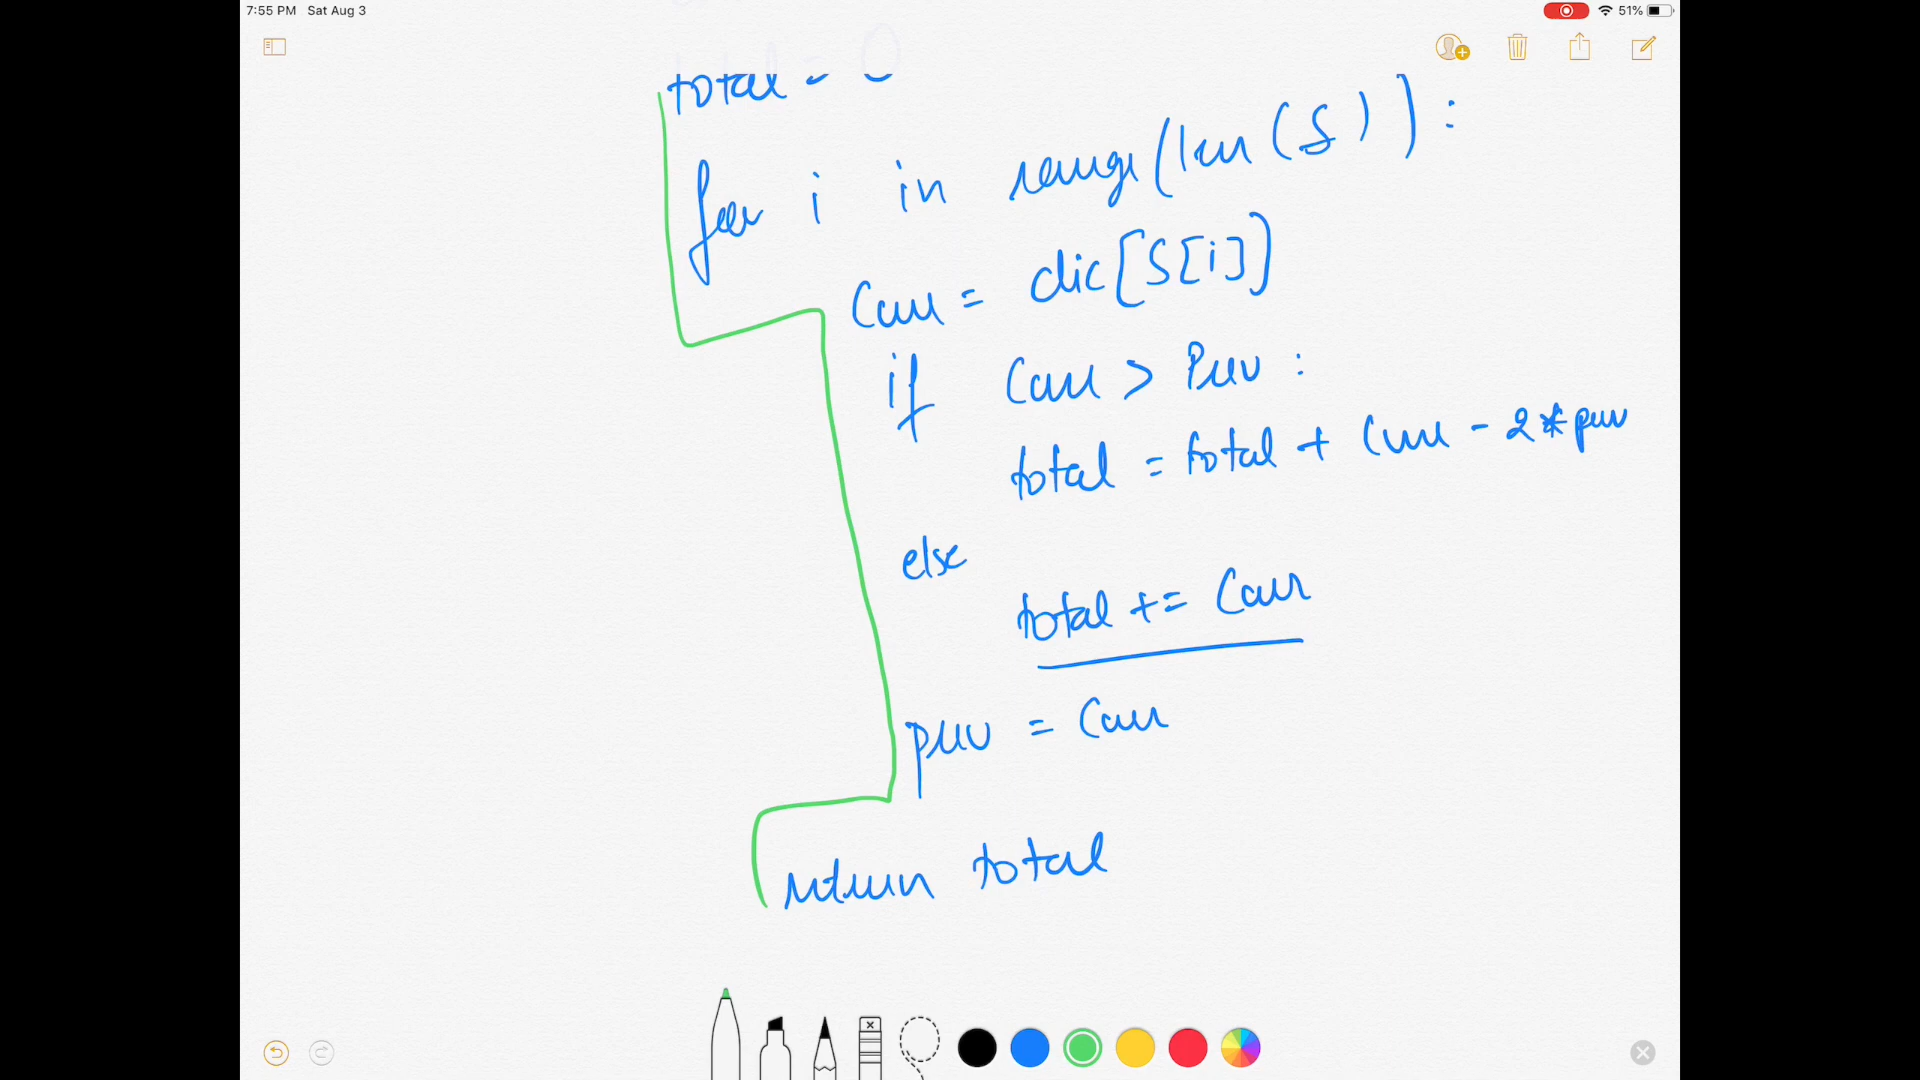 7:55 PM Sat Aug 3
51%
total = 0
for i in range(len(S)):
Curr = dic[S[i]]
if Curr > Prev :
total = total + Curr - 2*prev
else
total += Curr
prev = Curr
return total